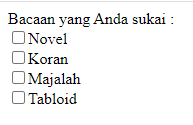 Bacaan yang Anda sukai :
Novel
Koran
Majalah
Tabloid